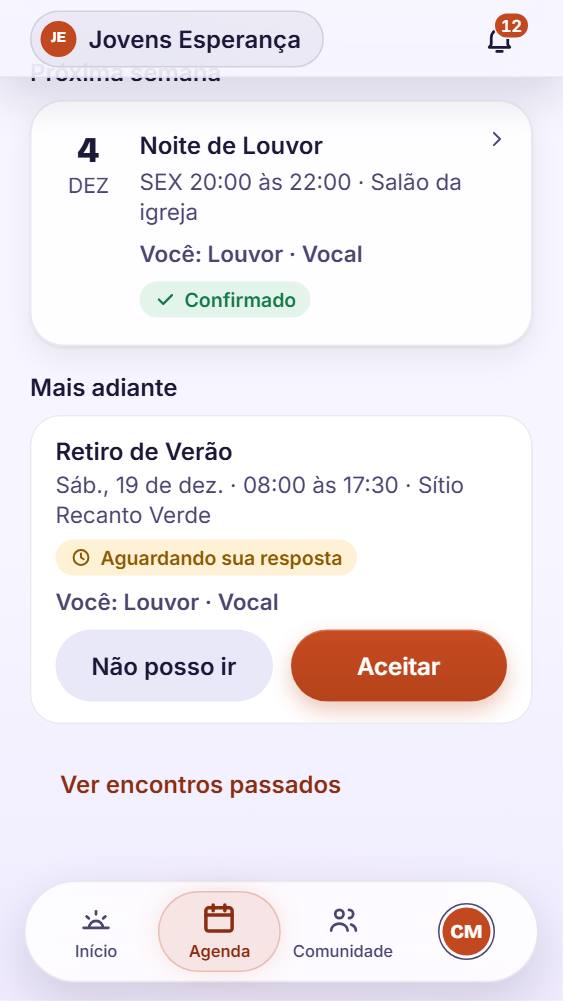 JE Jovens Esperança
12
Próxima semana
4
DEZ
Noite de Louvor
SEX 20:00 às 22:00 · Salão da
igreja
Você: Louvor · Vocal
Confirmado
Mais adiante
Retiro de Verão
Sáb., 19 de dez. · 08:00 às 17:30 · Sítio
Recanto Verde
Aguardando sua resposta
Você: Louvor · Vocal
Não posso ir
Aceitar
Ver encontros passados
Início
Agenda
Comunidade
CM